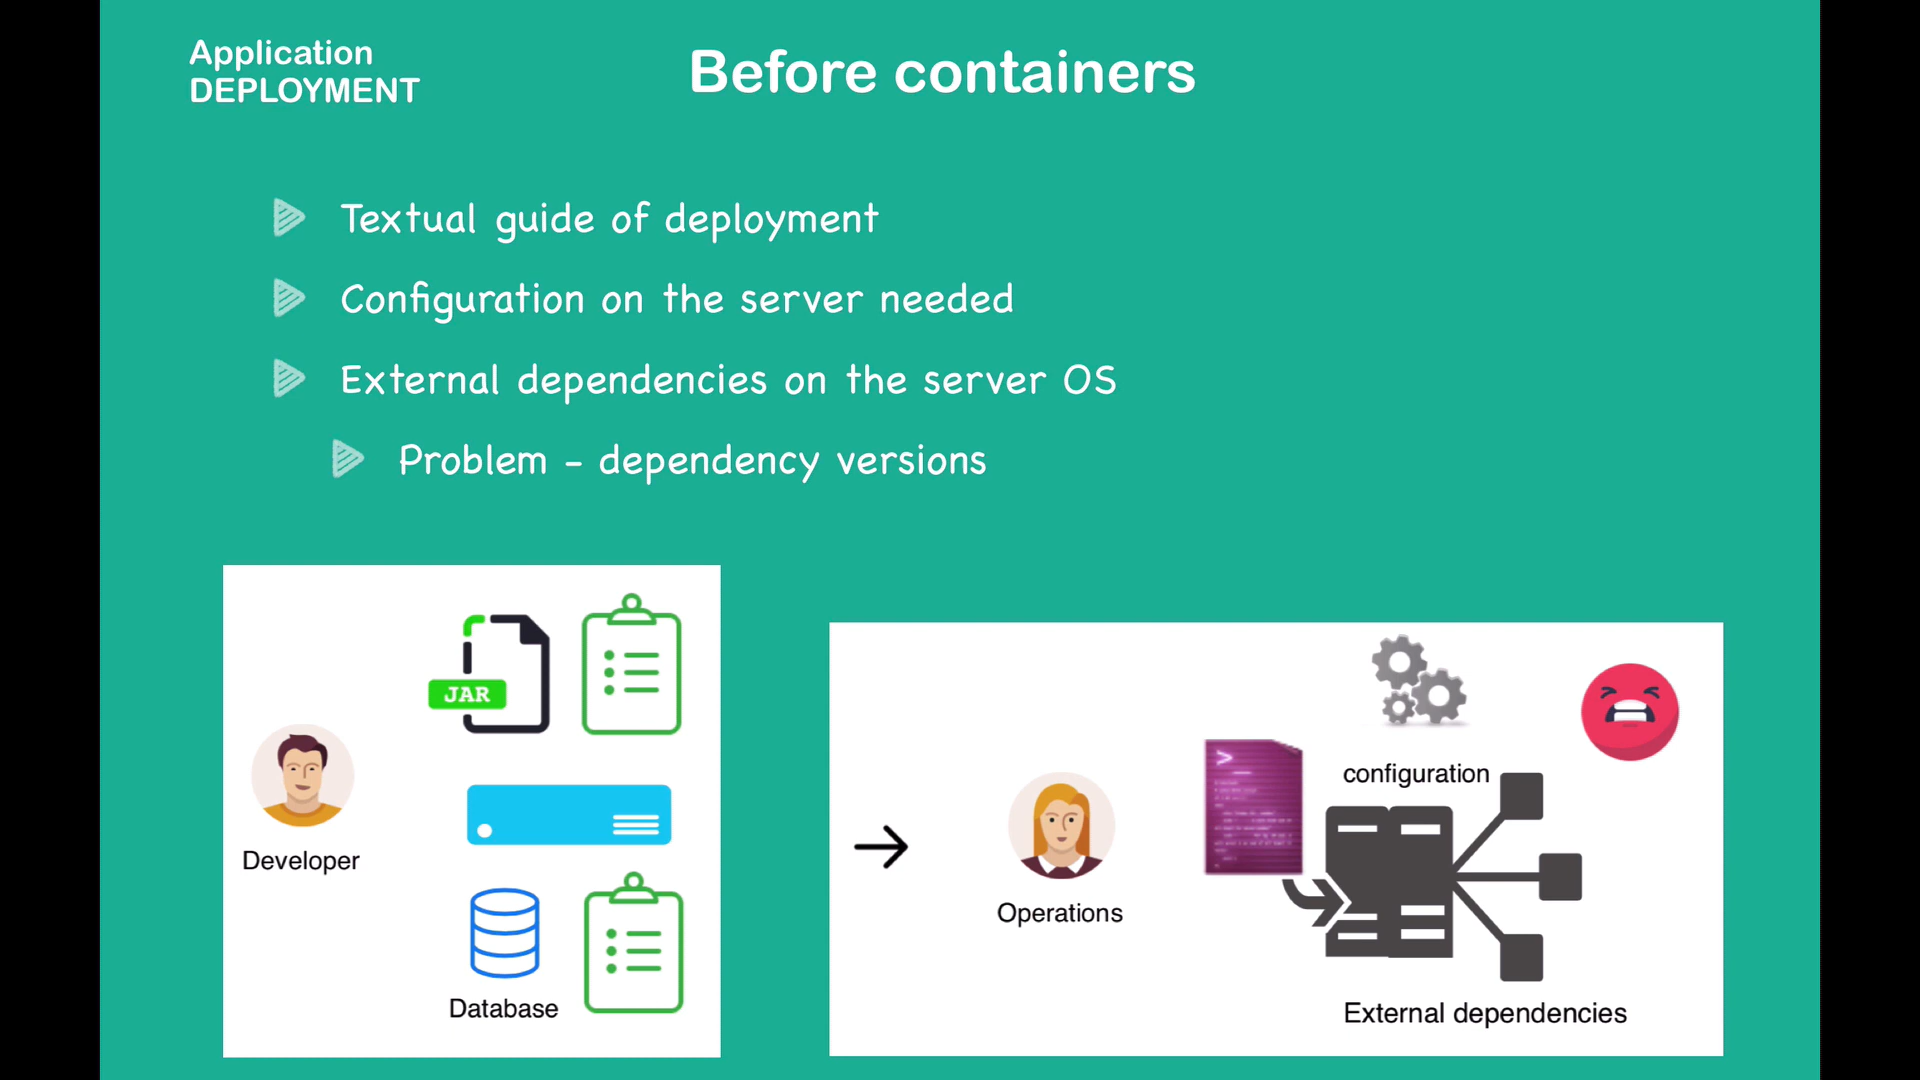 Application
DEPLOYMENT
Before containers
Textual guide of deployment
Configuration on the server needed
External dependencies on the server OS
Problem - dependency versions
JAR
Developer
Database
Operations
configuration
External dependencies